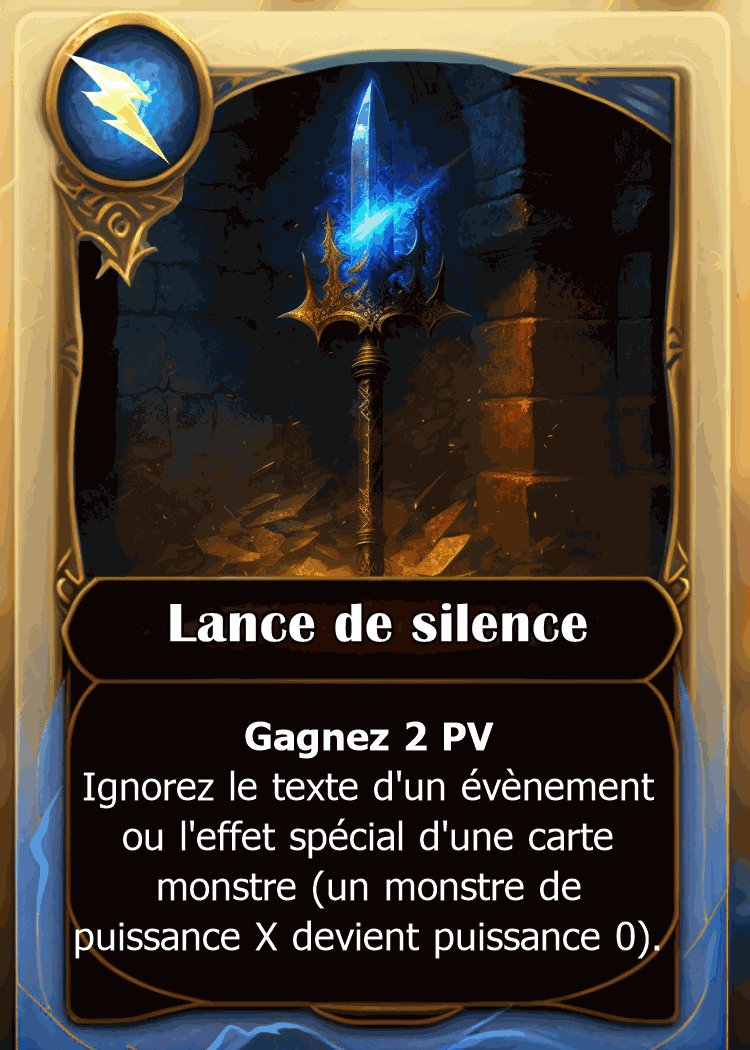 Lance de silence
Gagnez 2 PV
Ignorez le texte d'un évènement
ou l'effet spécial d'une carte
monstre (un monstre de
puissance X devient puissance 0).